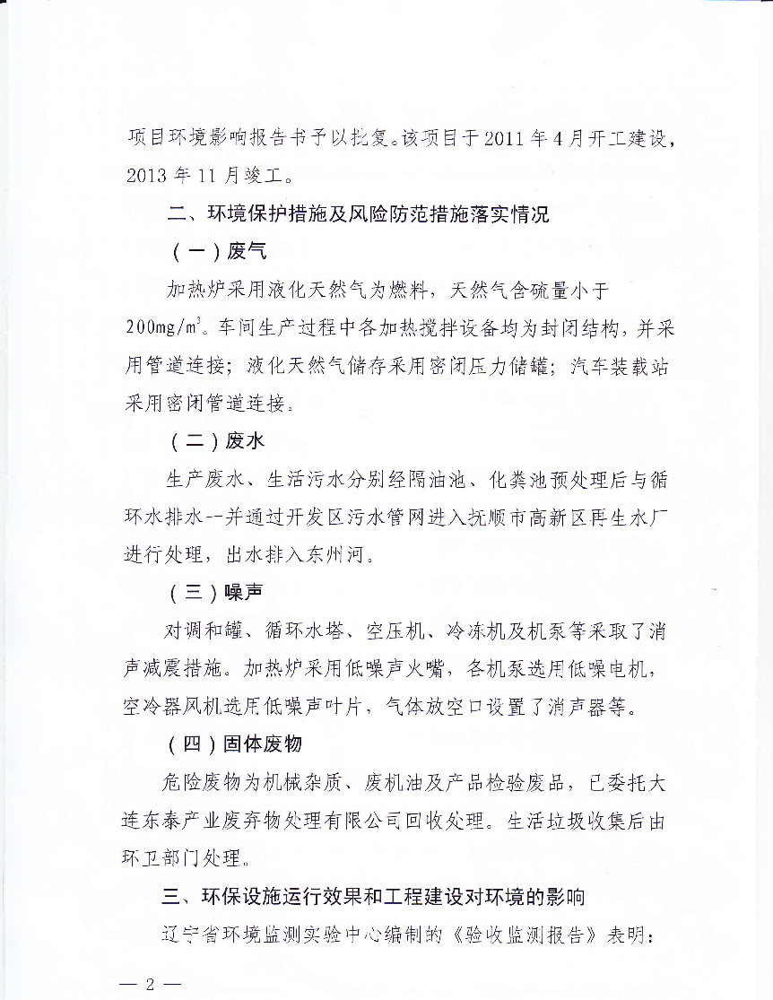 项目环境影响报告书予以批复。该项目于 2011 年 4 月开工建设，
2013 年 11 月竣工。
二、环境保护措施及风险防范措施落实情况
(一)废气
加热炉采用液化天然气为燃料，天然气含硫量小于
200mg/m³。车间生产过程中各加热搅拌设备均为封闭结构，并采
用管道连接；液化天然气储存采用密闭压力储罐；汽车装载站
采用密闭管道连接。
(二)废水
生产废水、生活污水分别经隔油池、化粪池预处理后与循
环水排水一并通过开发区污水管网进入抚顺市高新区再生水厂
进行处理，出水排入东州河。
(三)噪声
对调和罐、循环水塔、空压机、冷冻机及机泵等采取了消
声减震措施。加热炉采用低噪声火嘴，各机泵选用低噪电机，
空冷器风机选用低噪声叶片，气体放空口设置了消声器等。
(四)固体废物
危险废物为机械杂质、废机油及产品检验废品，已委托大
连东泰产业废弃物处理有限公司回收处理。生活垃圾收集后由
环卫部门处理。
三、环保设施运行效果和工程建设对环境的影响
辽宁省环境监测实验中心编制的《验收监测报告》表明：
— 2 —